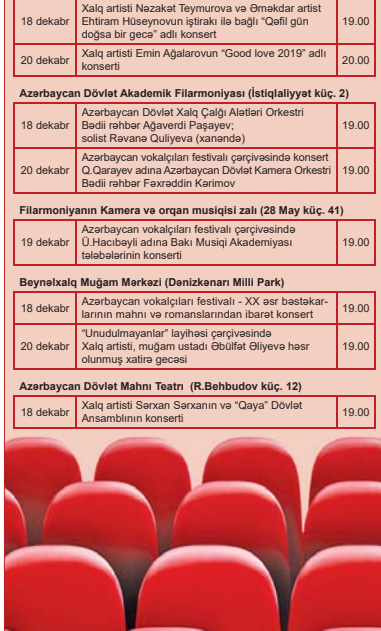 Xalq artisti Nəzakət Teymurova və Əməkdar artist
18 dekabr Ehtiram Hüseynovun iştirakı ilə bağlı “Qəfil gün 19.00
doğsa bir gecə” adlı konsert
20 dekabr Xalq artisti Emin Ağalarovun “Good love 2019” adlı 20.00
konserti
Azərbaycan Dövlət Akademik Filarmoniyası (İstiqlaliyyət küç. 2)
Azərbaycan Dövlət Xalq Çalğı Alətləri Orkestri
18 dekabr Bədii rəhbər Ağaverdi Paşayev; 19.00
solist Rəvanə Quliyeva (xanəndə)
Azərbaycan vokalçıları festivalı çərçivəsində konsert
20 dekabr Q.Qarayev adına Azərbaycan Dövlət Kamera Orkestri 19.00
Bədii rəhbər Fəxrəddin Kərimov
Filarmoniyanın Kamera və orqan musiqisi zalı (28 May küç. 41)
Azərbaycan vokalçıları festivalı çərçivəsində
19 dekabr Ü.Hacıbəyli adına Bakı Musiqi Akademiyası 19.00
tələbələrinin konserti
Beynəlxalq Muğam Mərkəzi (Dənizkənarı Milli Park)
18 dekabr Azərbaycan vokalçıları festivalı - XX əsr bəstəkar- 19.00
larının mahnı və romanslarından ibarət konsert
“Unudulmayanlar” layihəsi çərçivəsində
20 dekabr Xalq artisti, muğam ustadı Əbülfət Əliyevə həsr 19.00
olunmuş xatirə gecəsi
Azərbaycan Dövlət Mahnı Teatrı (R.Behbudov küç. 12)
18 dekabr Xalq artisti Sərxan Sərxanın və “Qaya” Dövlət 19.00
Ansamblının konserti